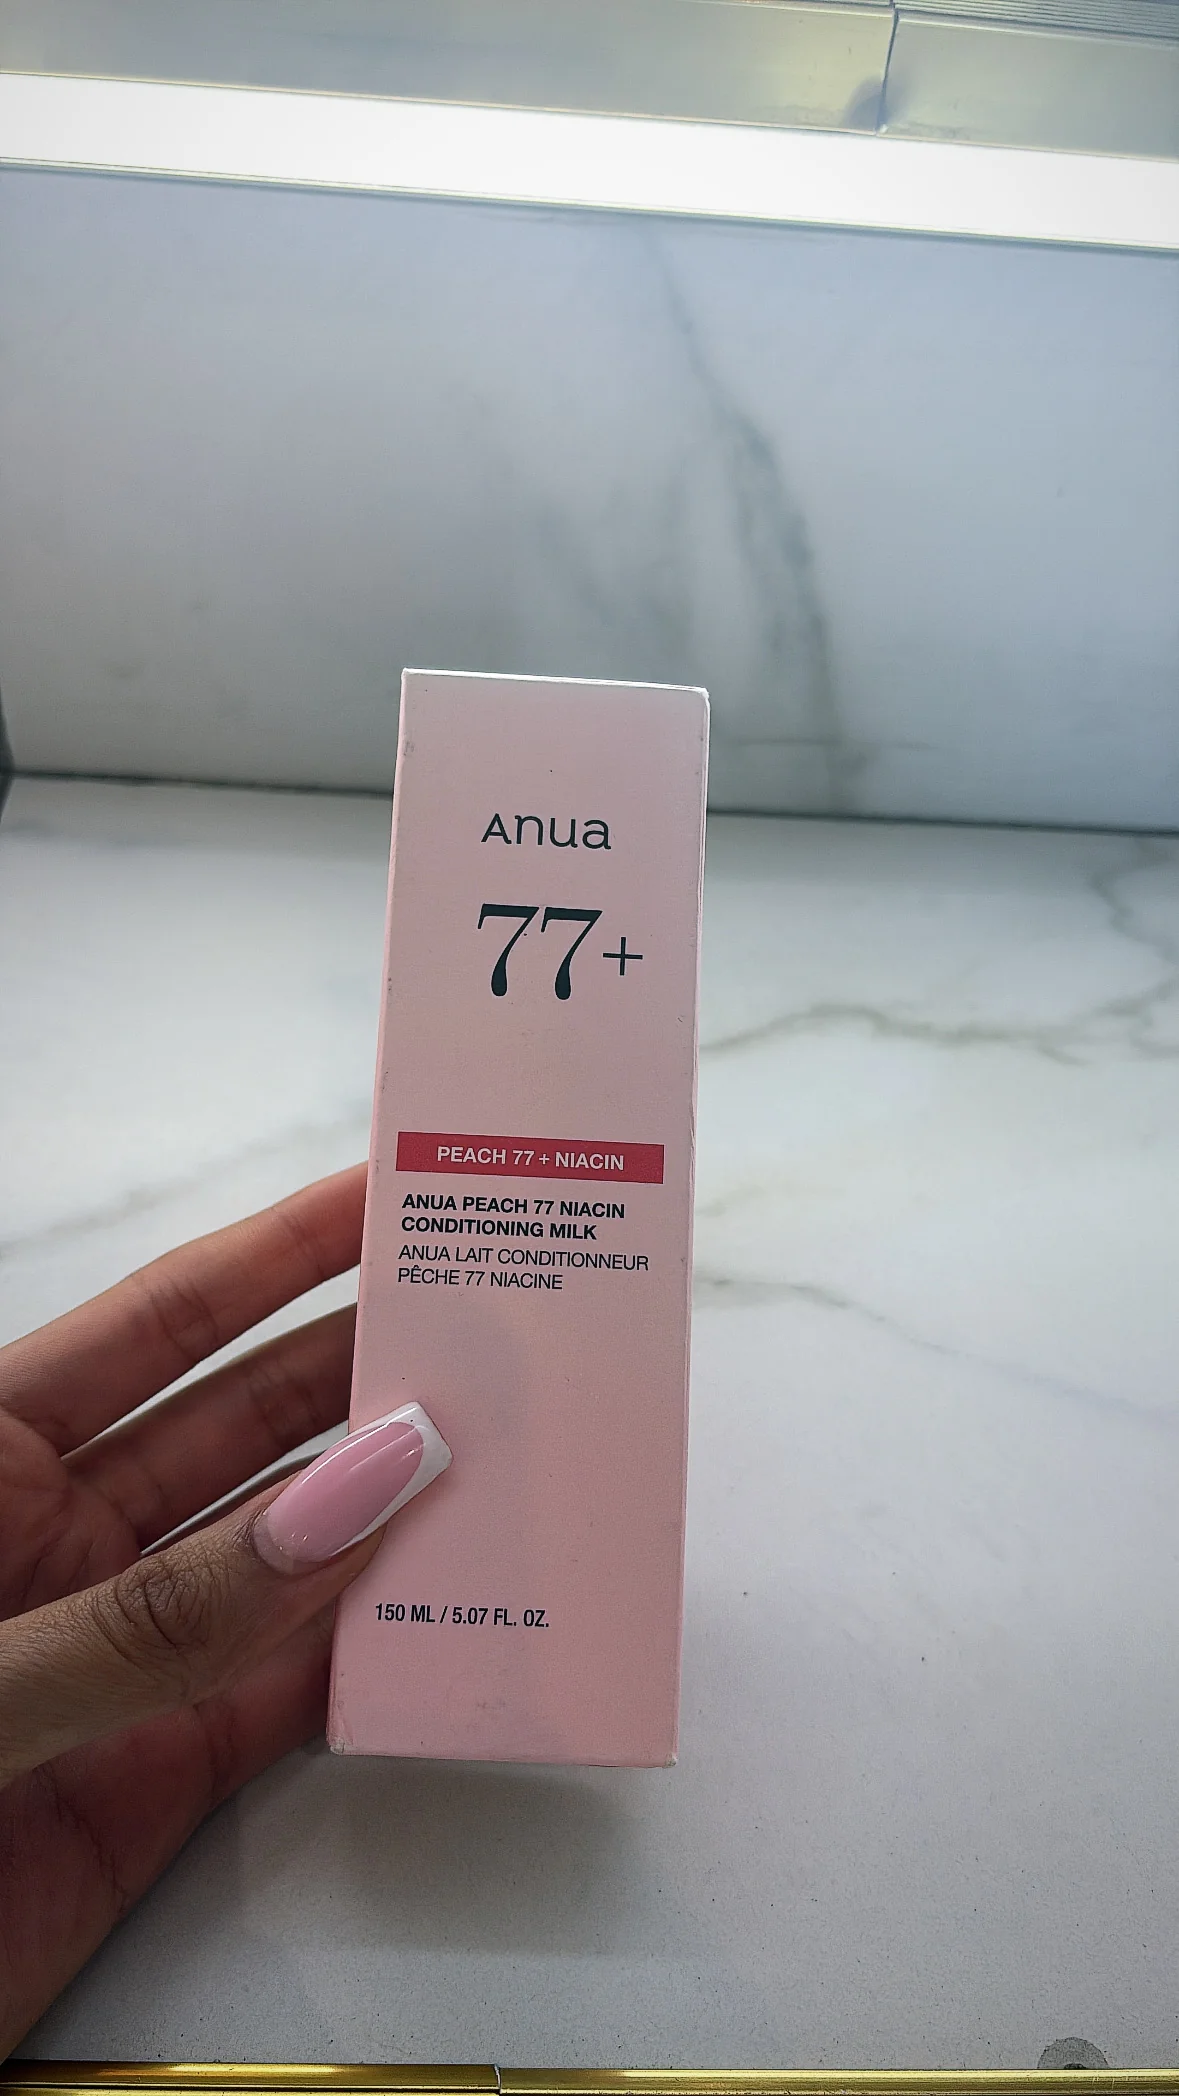 Anua
77+
PEACH 77 + NIACIN
ANUA PEACH 77 NIACIN
CONDITIONING MILK
ANUA LAIT CONDITIONNEUR
PÊCHE 77 NIACINE
150 ML / 5.07 FL. OZ.